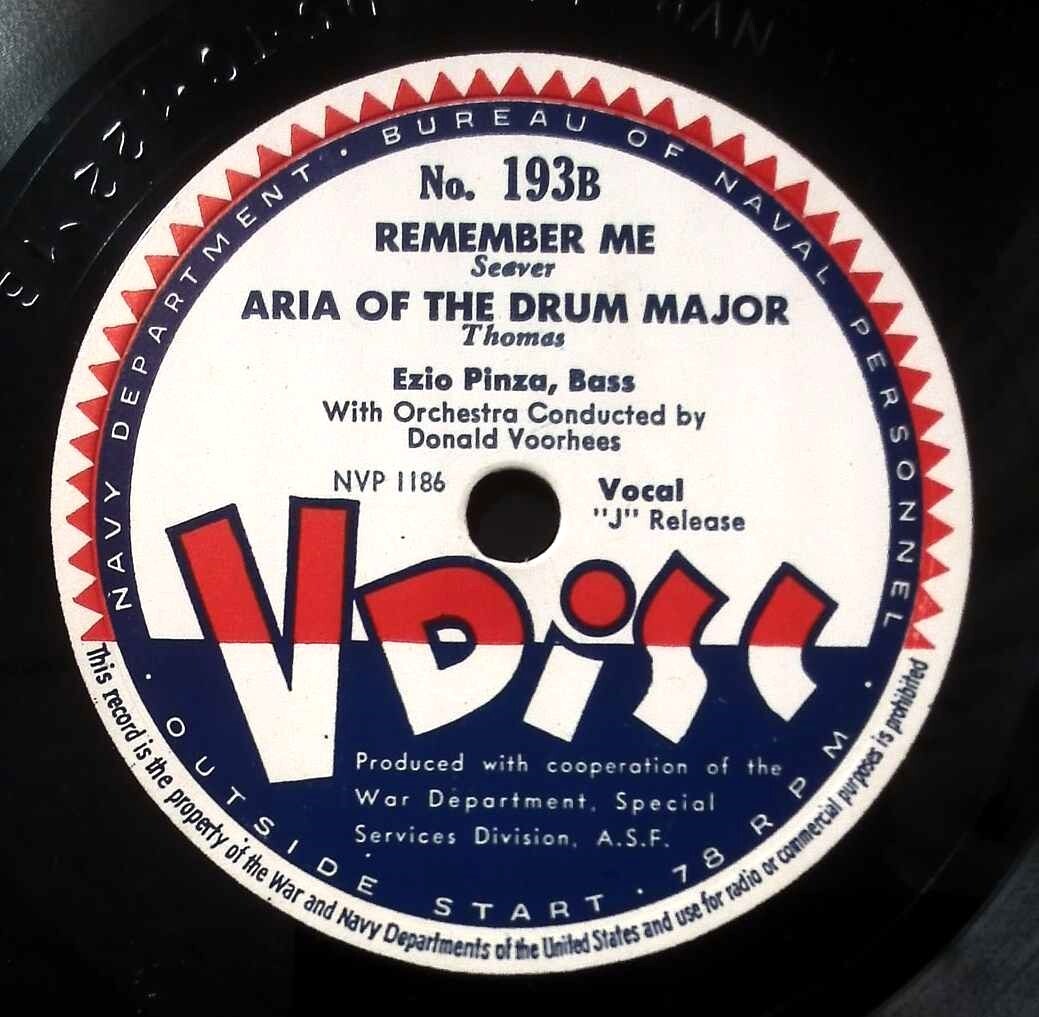 NAVY DEPARTMENT · BUREAU OF NAVAL PERSONNEL
No. 193B
REMEMBER ME
Seaver
ARIA OF THE DRUM MAJOR
Thomas
Ezio Pinza, Bass
With Orchestra Conducted by
Donald Voorhees
NVP 1186
Vocal
"J" Release
V DiSC
Produced with cooperation of the
War Department, Special
Services Division, A.S.F.
· OUTSIDE START · 78 RPM ·
This record is the property of the War and Navy Departments of the United States and use for radio or commercial purposes is prohibited